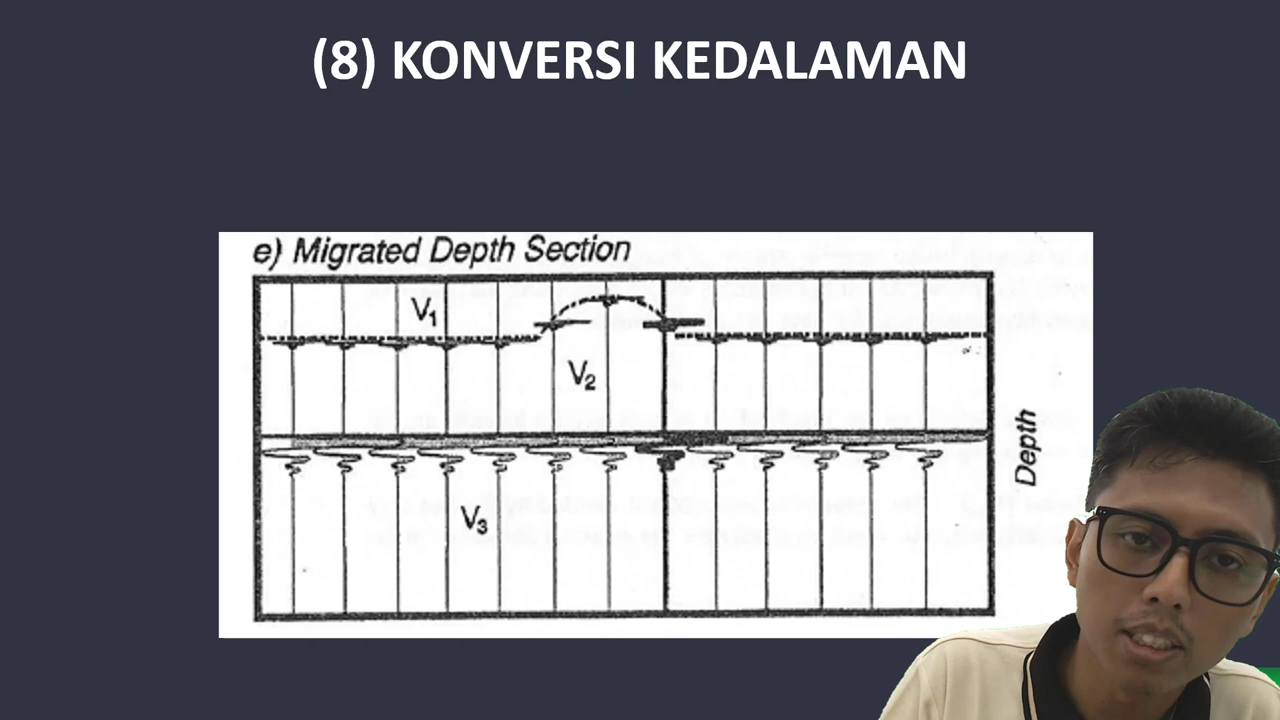 (8) KONVERSI KEDALAMAN
e) Migrated Depth Section
V₁
V₂
V₃
Depth